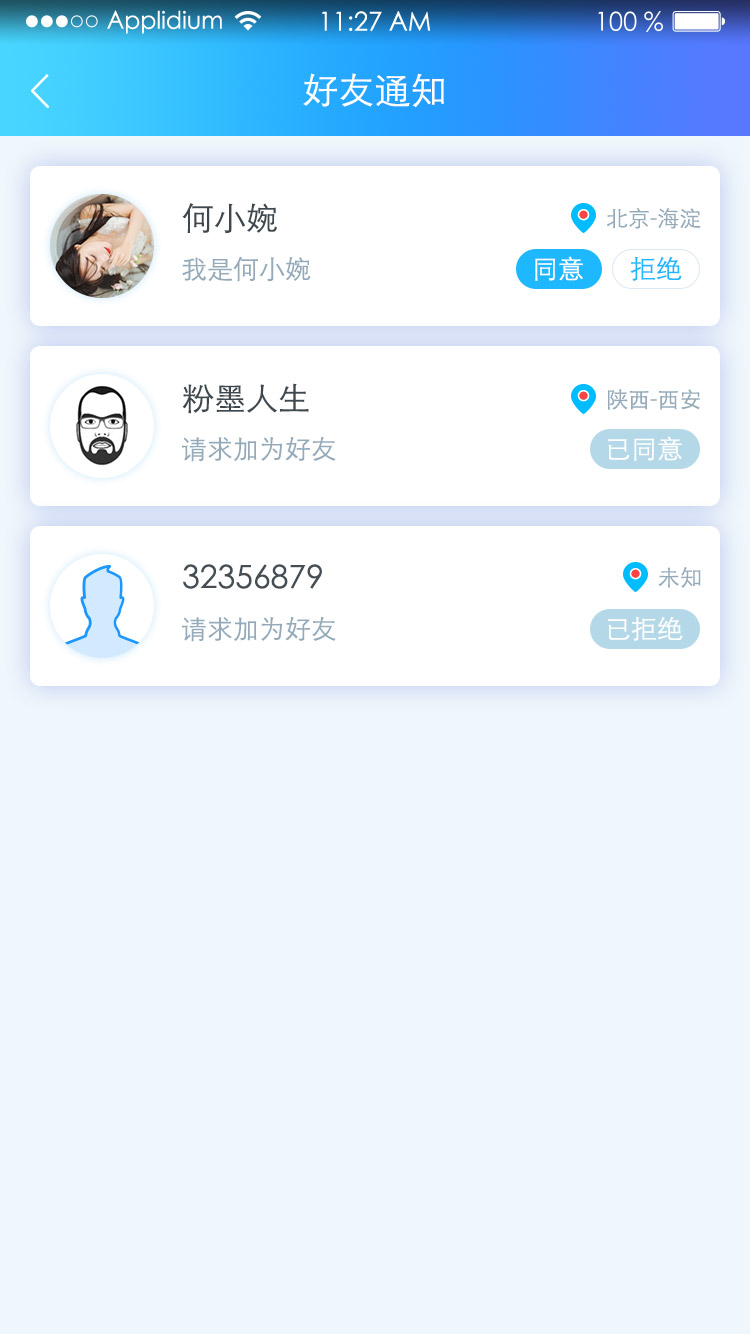 Applidium 11:27 AM 100 %
好友通知
何小婉 北京-海淀
我是何小婉 同意 拒绝
粉墨人生 陕西-西安
请求加为好友 已同意
32356879 未知
请求加为好友 已拒绝